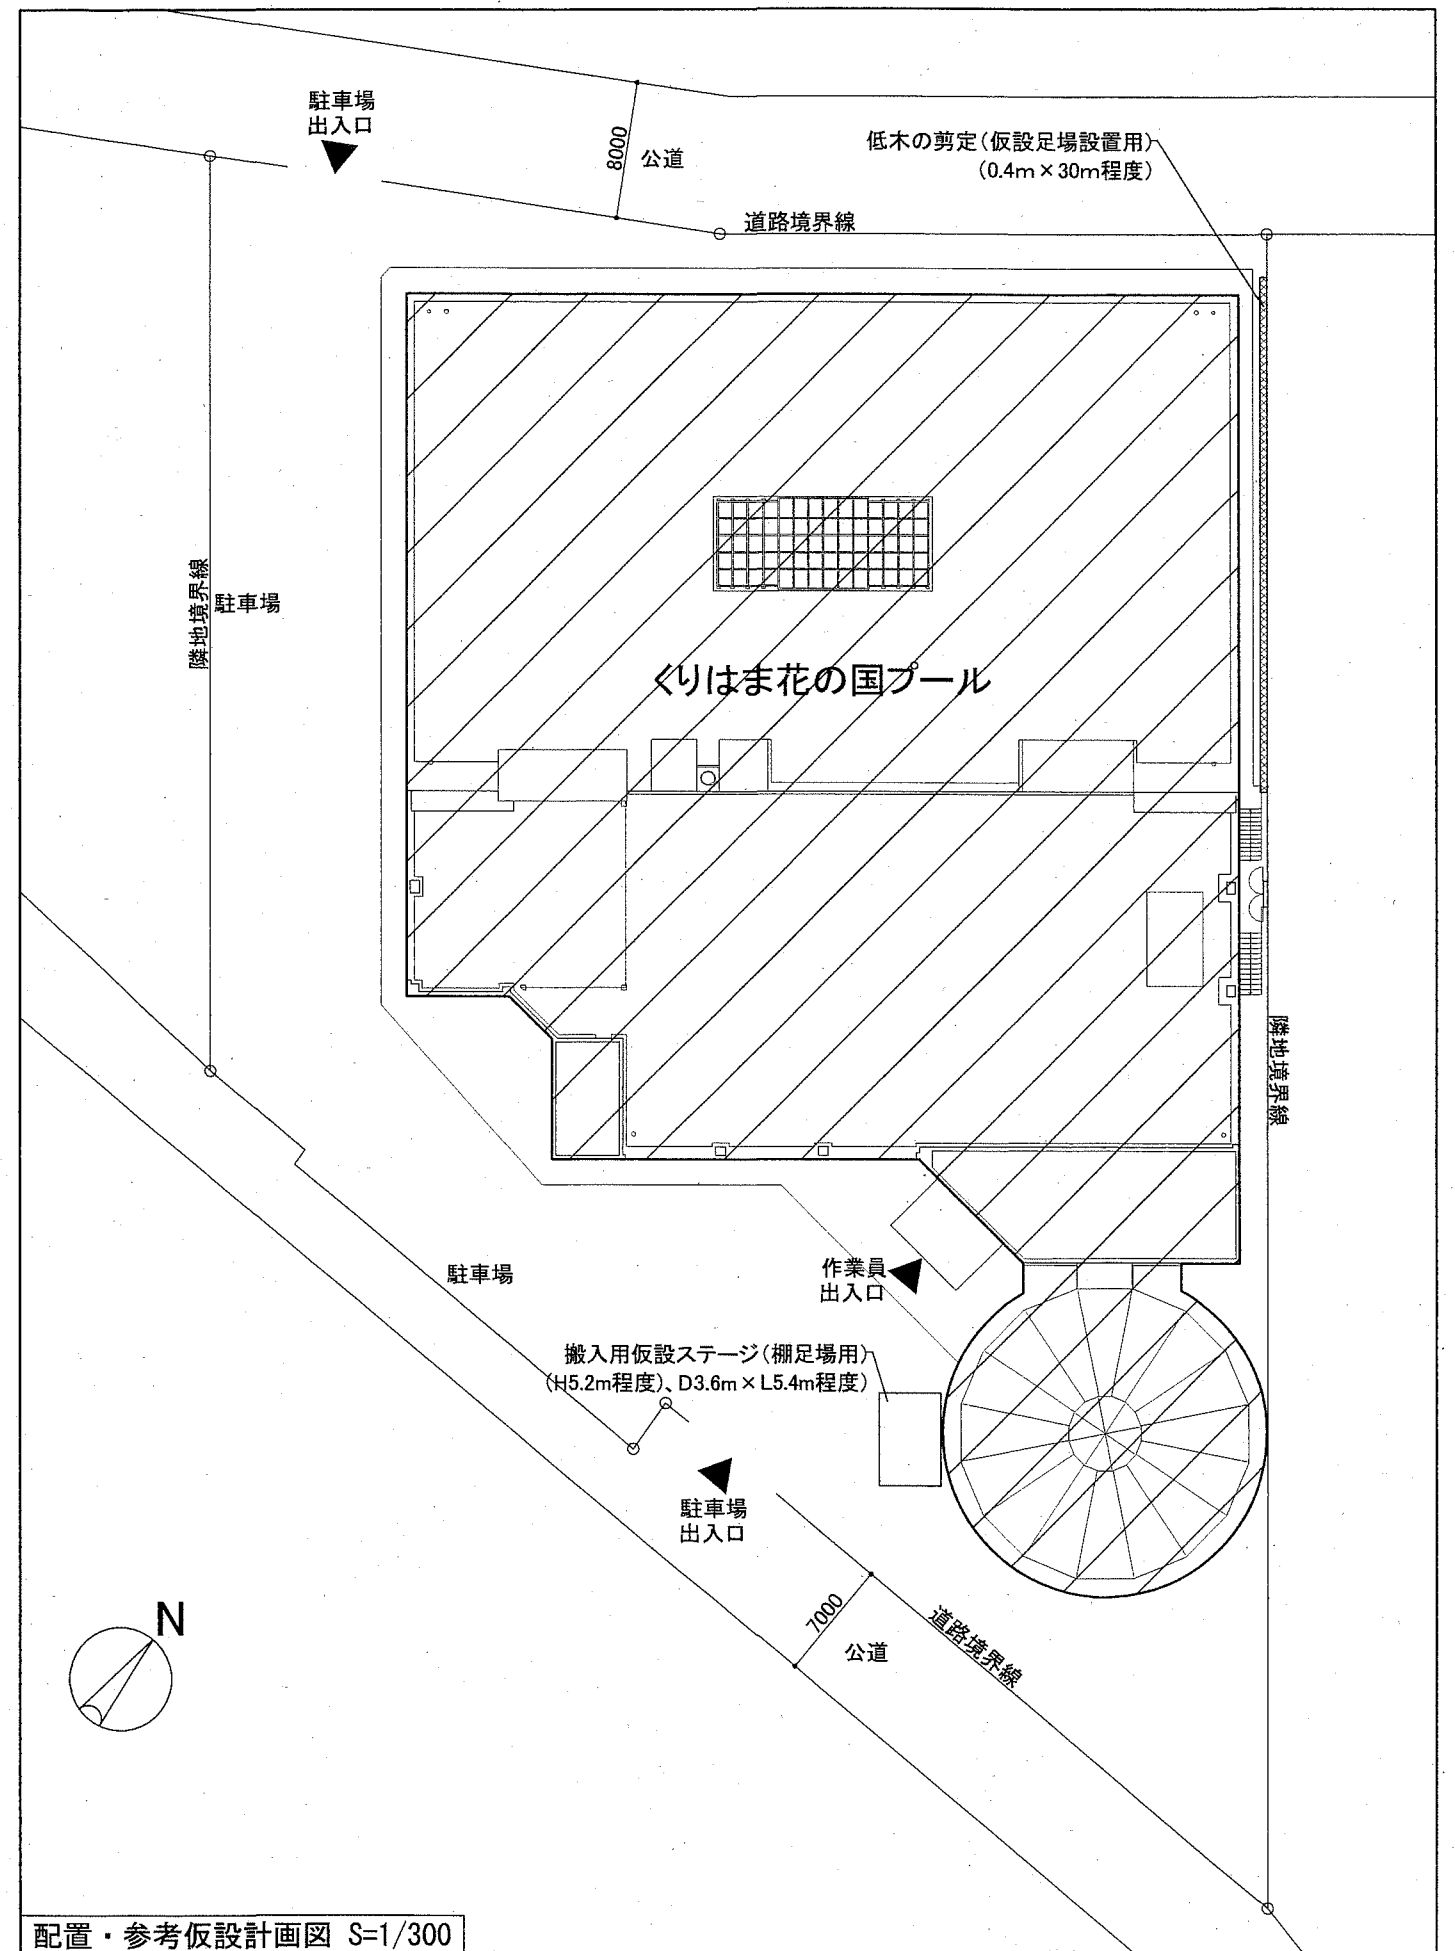 駐車場
出入口
8000
公道
低木の剪定(仮設足場設置用)
(0.4m×30m程度)
道路境界線
隣地境界線
駐車場
くりはま花の国プール
隣地境界線
駐車場
作業員
出入口
搬入用仮設ステージ(棚足場用)
(H5.2m程度)、D3.6m×L5.4m程度)
駐車場
出入口
7000
公道
道路境界線
N
配置・参考仮設計画図 S=1/300